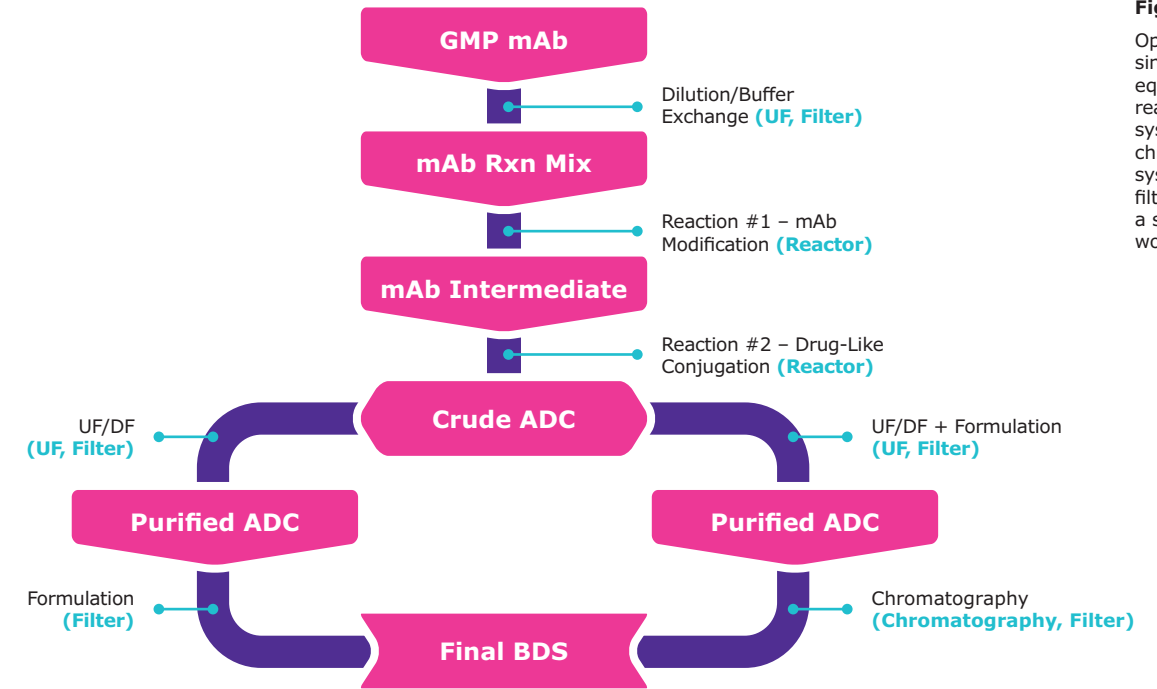 GMP mAb
Dilution/Buffer
Exchange (UF, Filter)
mAb Rxn Mix
Reaction #1 – mAb
Modification (Reactor)
mAb Intermediate
Reaction #2 – Drug-Like
Conjugation (Reactor)
Crude ADC
UF/DF
(UF, Filter)
UF/DF + Formulation
(UF, Filter)
Purified ADC
Purified ADC
Formulation
(Filter)
Chromatography
(Chromatography, Filter)
Final BDS